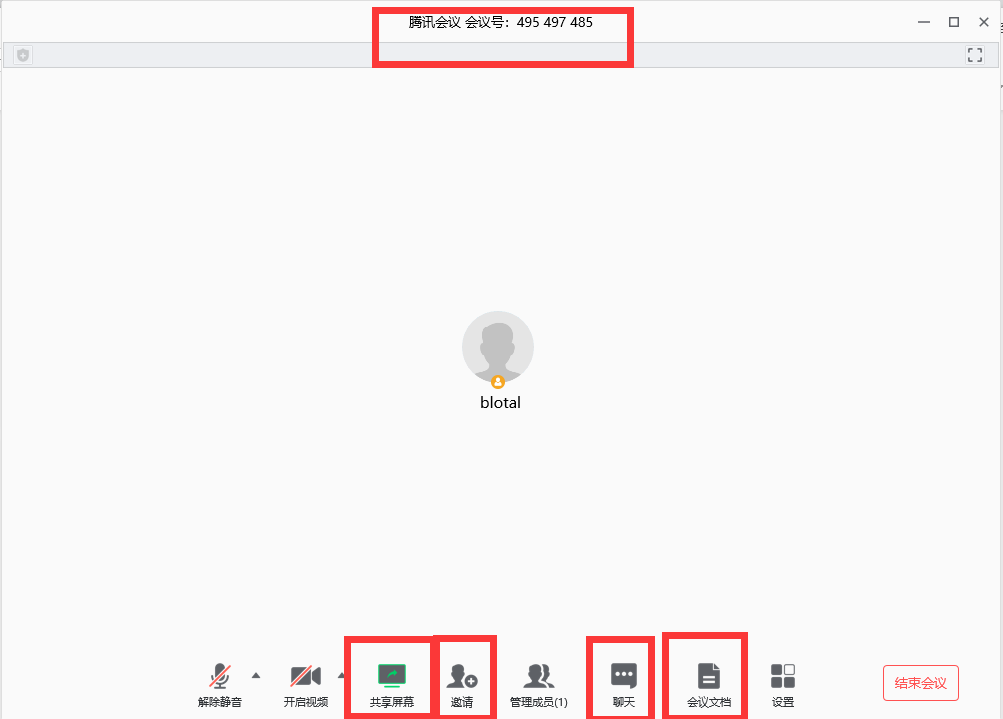 腾讯会议 会议号：495 497 485
blotal
解除静音 开启视频 共享屏幕 邀请 管理成员(1) 聊天 会议文档 设置 结束会议